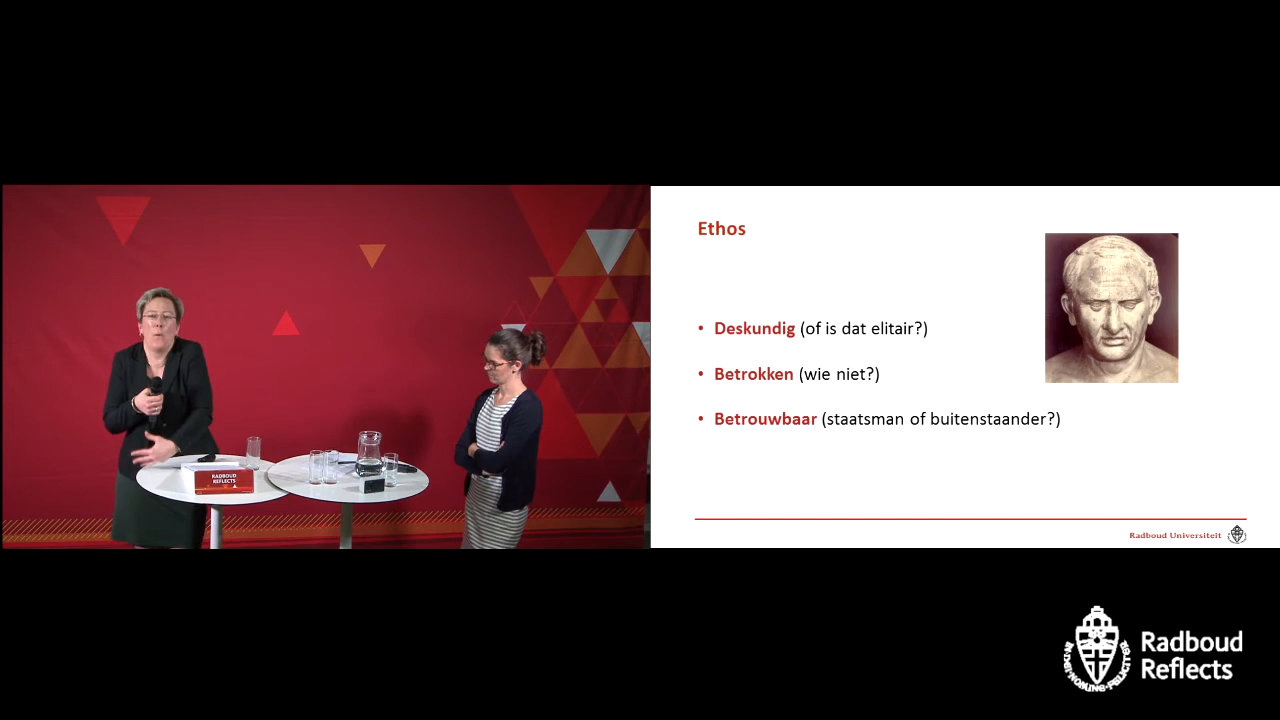 Ethos
• Deskundig (of is dat elitair?)
• Betrokken (wie niet?)
• Betrouwbaar (staatsman of buitenstaander?)
Radboud Universiteit
RADBOUD
REFLECTS
Radboud
Reflects